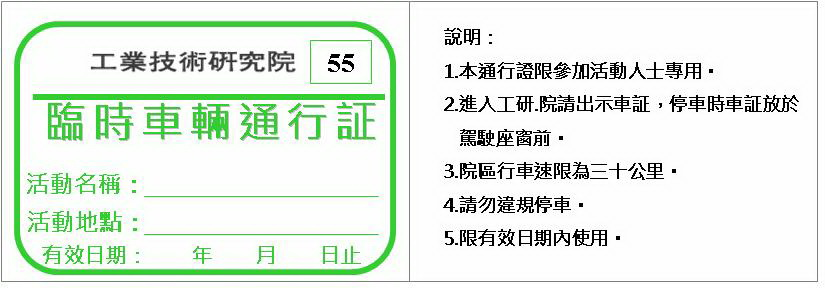 工業技術研究院 55
臨時車輛通行証
活動名稱：
活動地點：
有效日期： 年 月 日止
說明：
1.本通行證限參加活動人士專用。
2.進入工研.院請出示車証，停車時車証放於
駕駛座窗前。
3.院區行車速限為三十公里。
4.請勿違規停車。
5.限有效日期內使用。